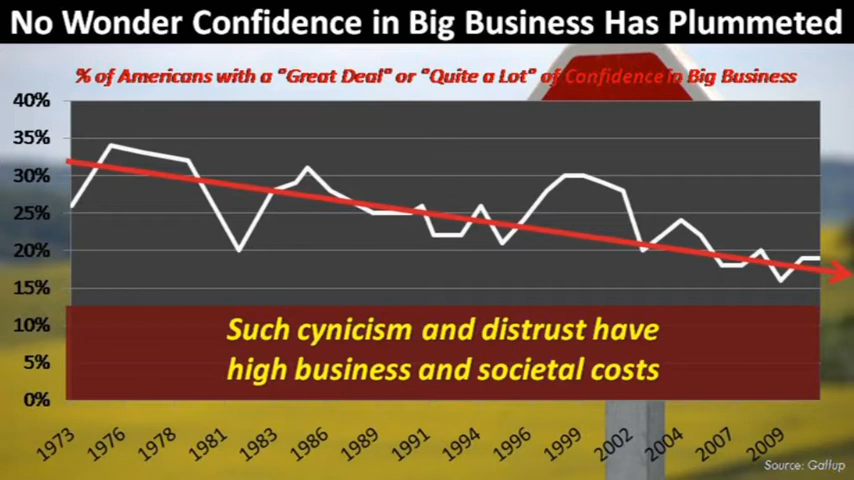 No Wonder Confidence in Big Business Has Plummeted
% of Americans with a "Great Deal" or "Quite a Lot" of Confidence in Big Business
40%
35%
30%
25%
20%
15%
10%
5%
0%
Such cynicism and distrust have
high business and societal costs
1973 1976 1978 1981 1983 1986 1989 1991 1994 1996 1999 2002 2004 2007 2009
Source: Gallup